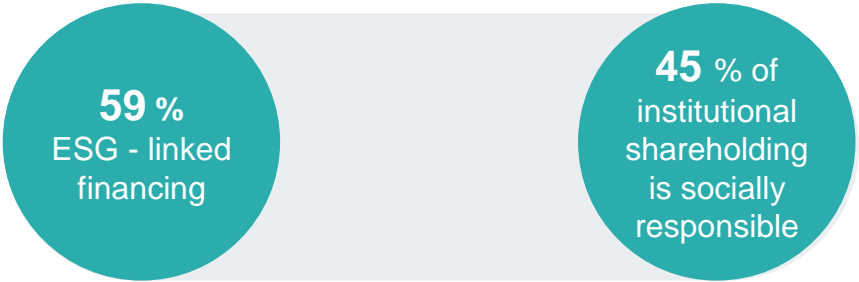 59 %
ESG - linked
financing
45 % of
institutional
shareholding
is socially
responsible